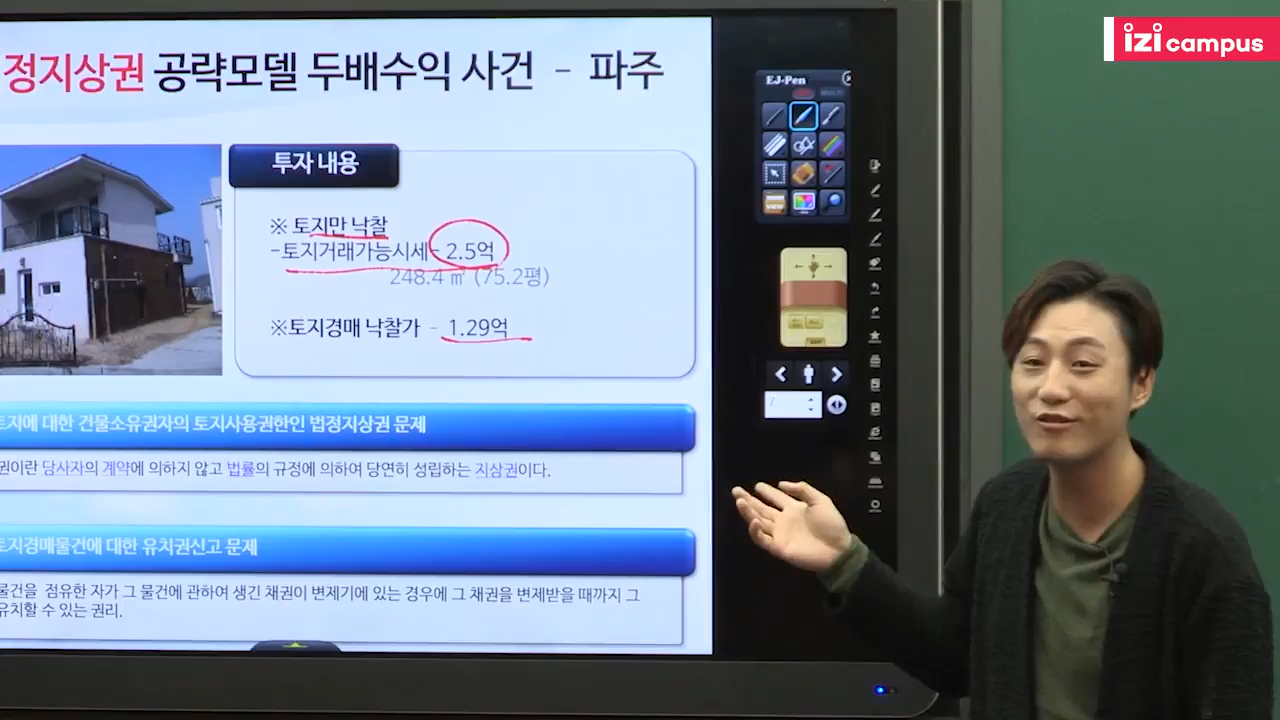 izi campus
정지상권 공략모델 두배수익 사건 - 파주
투자 내용
※ 토지만 낙찰
-토지거래가능시세- 2.5억
248.4 ㎡ (75.2평)
※토지경매 낙찰가 - 1.29억
토지에 대한 건물소유권자의 토지사용권한인 법정지상권 문제
권이란 당사자의 계약에 의하지 않고 법률의 규정에 의하여 당연히 성립하는 지상권이다.
토지경매물건에 대한 유치권신고 문제
물건을 점유한 자가 그 물건에 관하여 생긴 채권이 변제기에 있는 경우에 그 채권을 변제받을 때까지 그
유치할 수 있는 권리.
EJ-Pen
VIEW
7